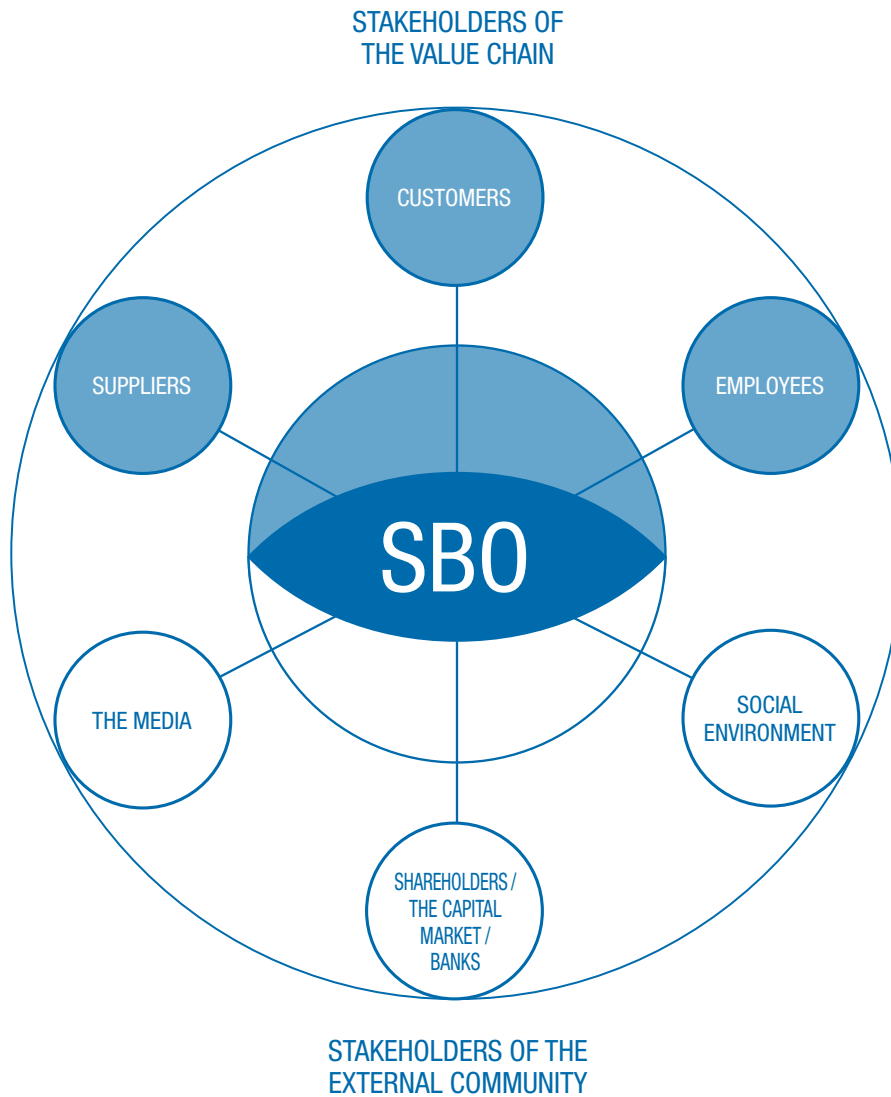 STAKEHOLDERS OF
THE VALUE CHAIN
CUSTOMERS
SUPPLIERS
EMPLOYEES
SBO
THE MEDIA
SOCIAL
ENVIRONMENT
SHAREHOLDERS /
THE CAPITAL
MARKET /
BANKS
STAKEHOLDERS OF THE
EXTERNAL COMMUNITY